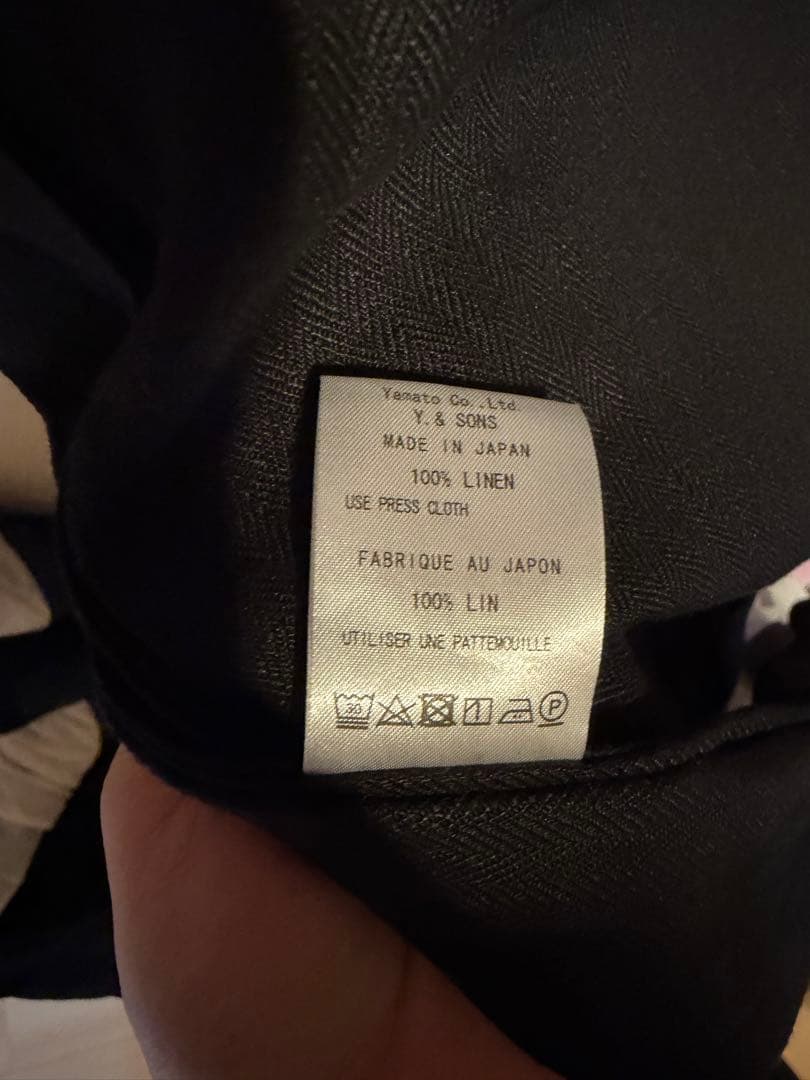 Yamato Co.,Ltd.
Y. & SONS
MADE IN JAPAN
100% LINEN
USE PRESS CLOTH
FABRIQUE AU JAPON
100% LIN
UTILISER UNE PATTEMOUILLE
30
P